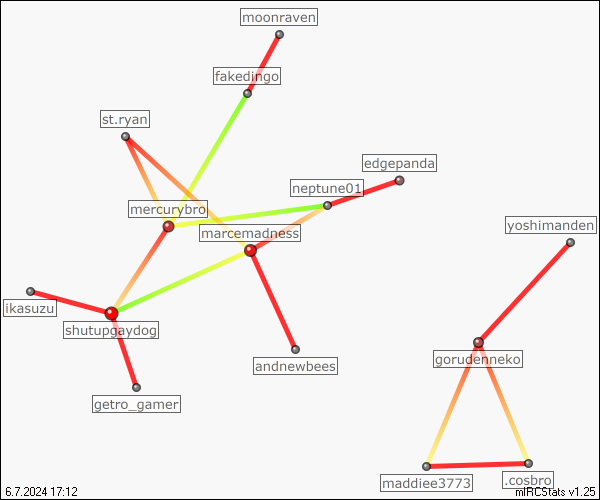 moonraven
fakedingo
st.ryan
edgepanda
neptune01
mercurybro
yoshimanden
marcemadness
ikasuzu
shutupgaydog
gorudenneko
andnewbees
getro_gamer
maddiee3773
.cosbro
6.7.2024 17:12
mIRCStats v1.25